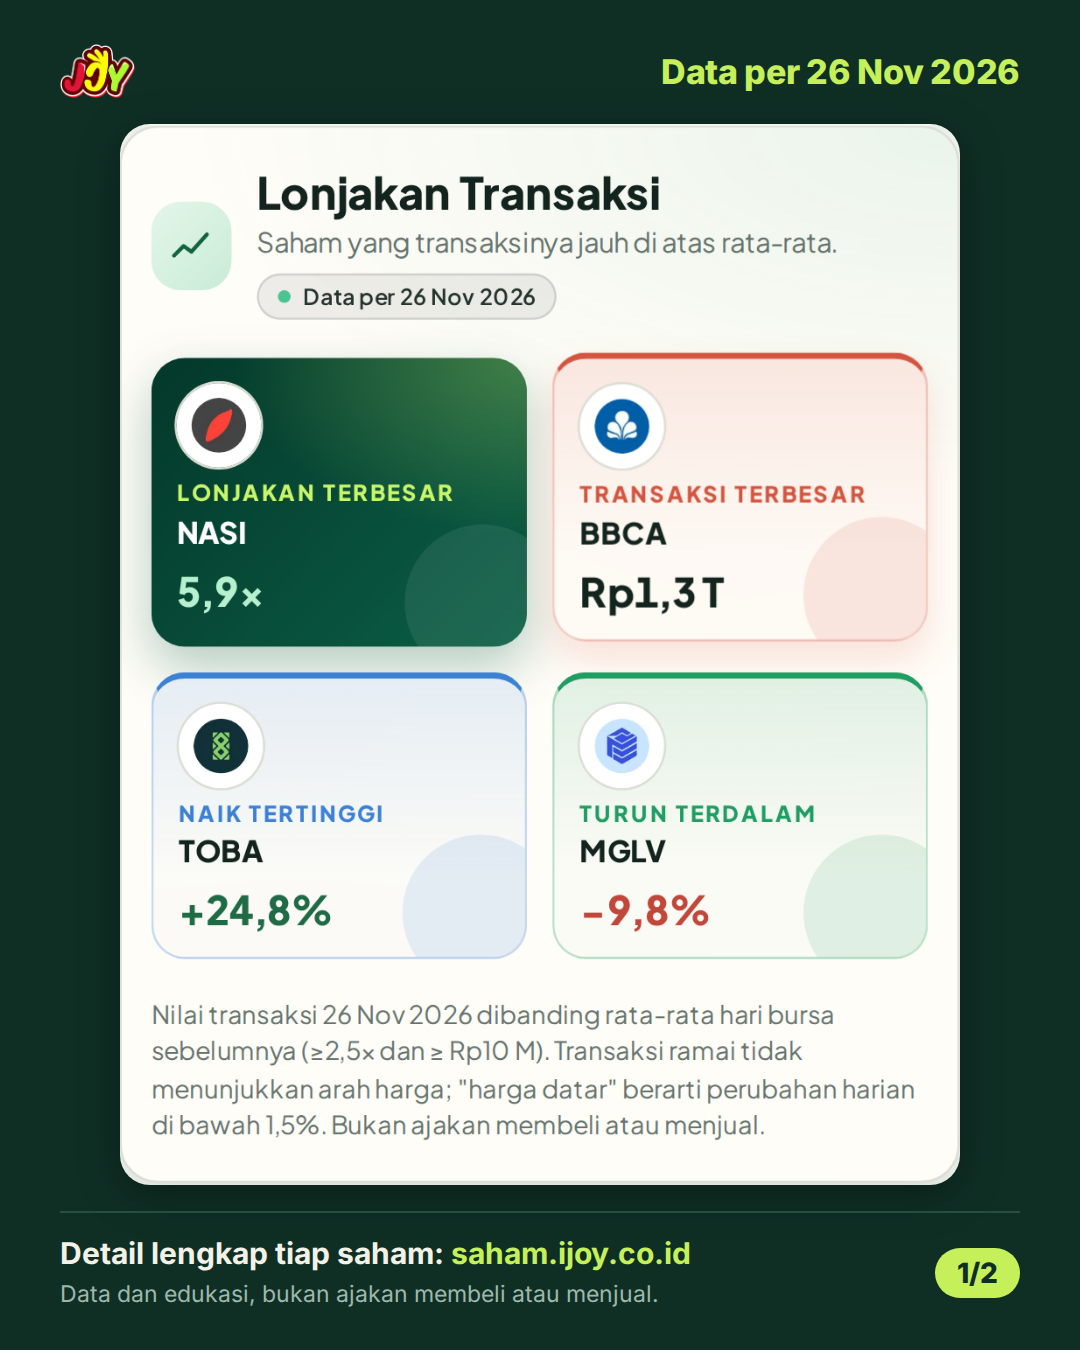 JOY
Data per 26 Nov 2026
Lonjakan Transaksi
Saham yang transaksinya jauh di atas rata-rata.
Data per 26 Nov 2026
LONJAKAN TERBESAR
NASI
5,9×
TRANSAKSI TERBESAR
BBCA
Rp1,3 T
NAIK TERTINGGI
TOBA
+24,8%
TURUN TERDALAM
MGLV
−9,8%
Nilai transaksi 26 Nov 2026 dibanding rata-rata hari bursa
sebelumnya (≥2,5× dan ≥ Rp10 M). Transaksi ramai tidak
menunjukkan arah harga; "harga datar" berarti perubahan harian
di bawah 1,5%. Bukan ajakan membeli atau menjual.
Detail lengkap tiap saham: saham.ijoy.co.id
Data dan edukasi, bukan ajakan membeli atau menjual.
1/2